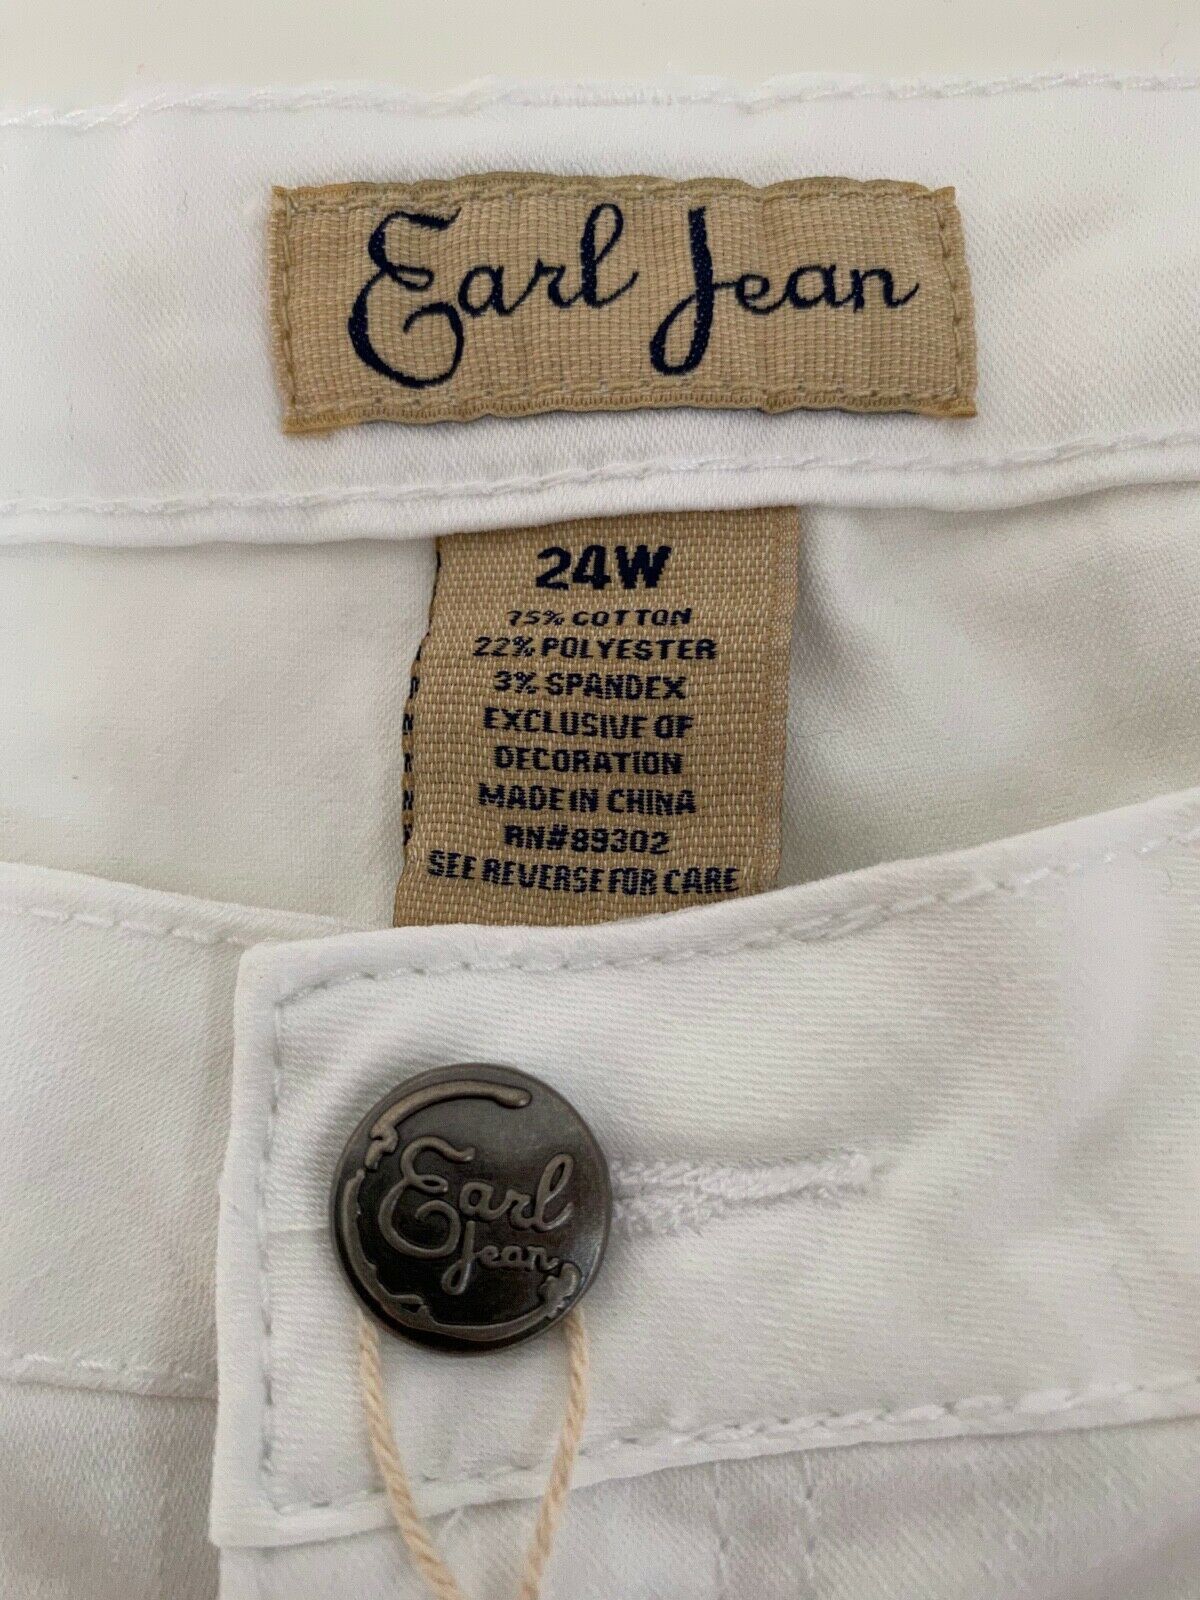 Earl Jean
24W
75% COTTON
22% POLYESTER
3% SPANDEX
EXCLUSIVE OF
DECORATION
MADE IN CHINA
RN#89302
SEE REVERSE FOR CARE
Earl
Jean